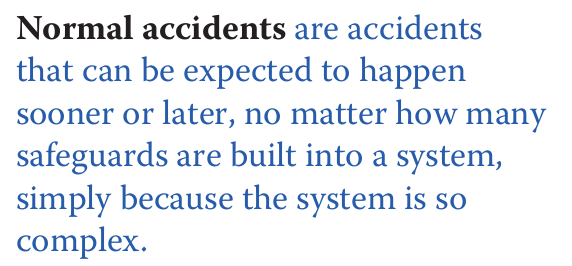 Normal accidents are accidents
that can be expected to happen
sooner or later, no matter how many
safeguards are built into a system,
simply because the system is so
complex.